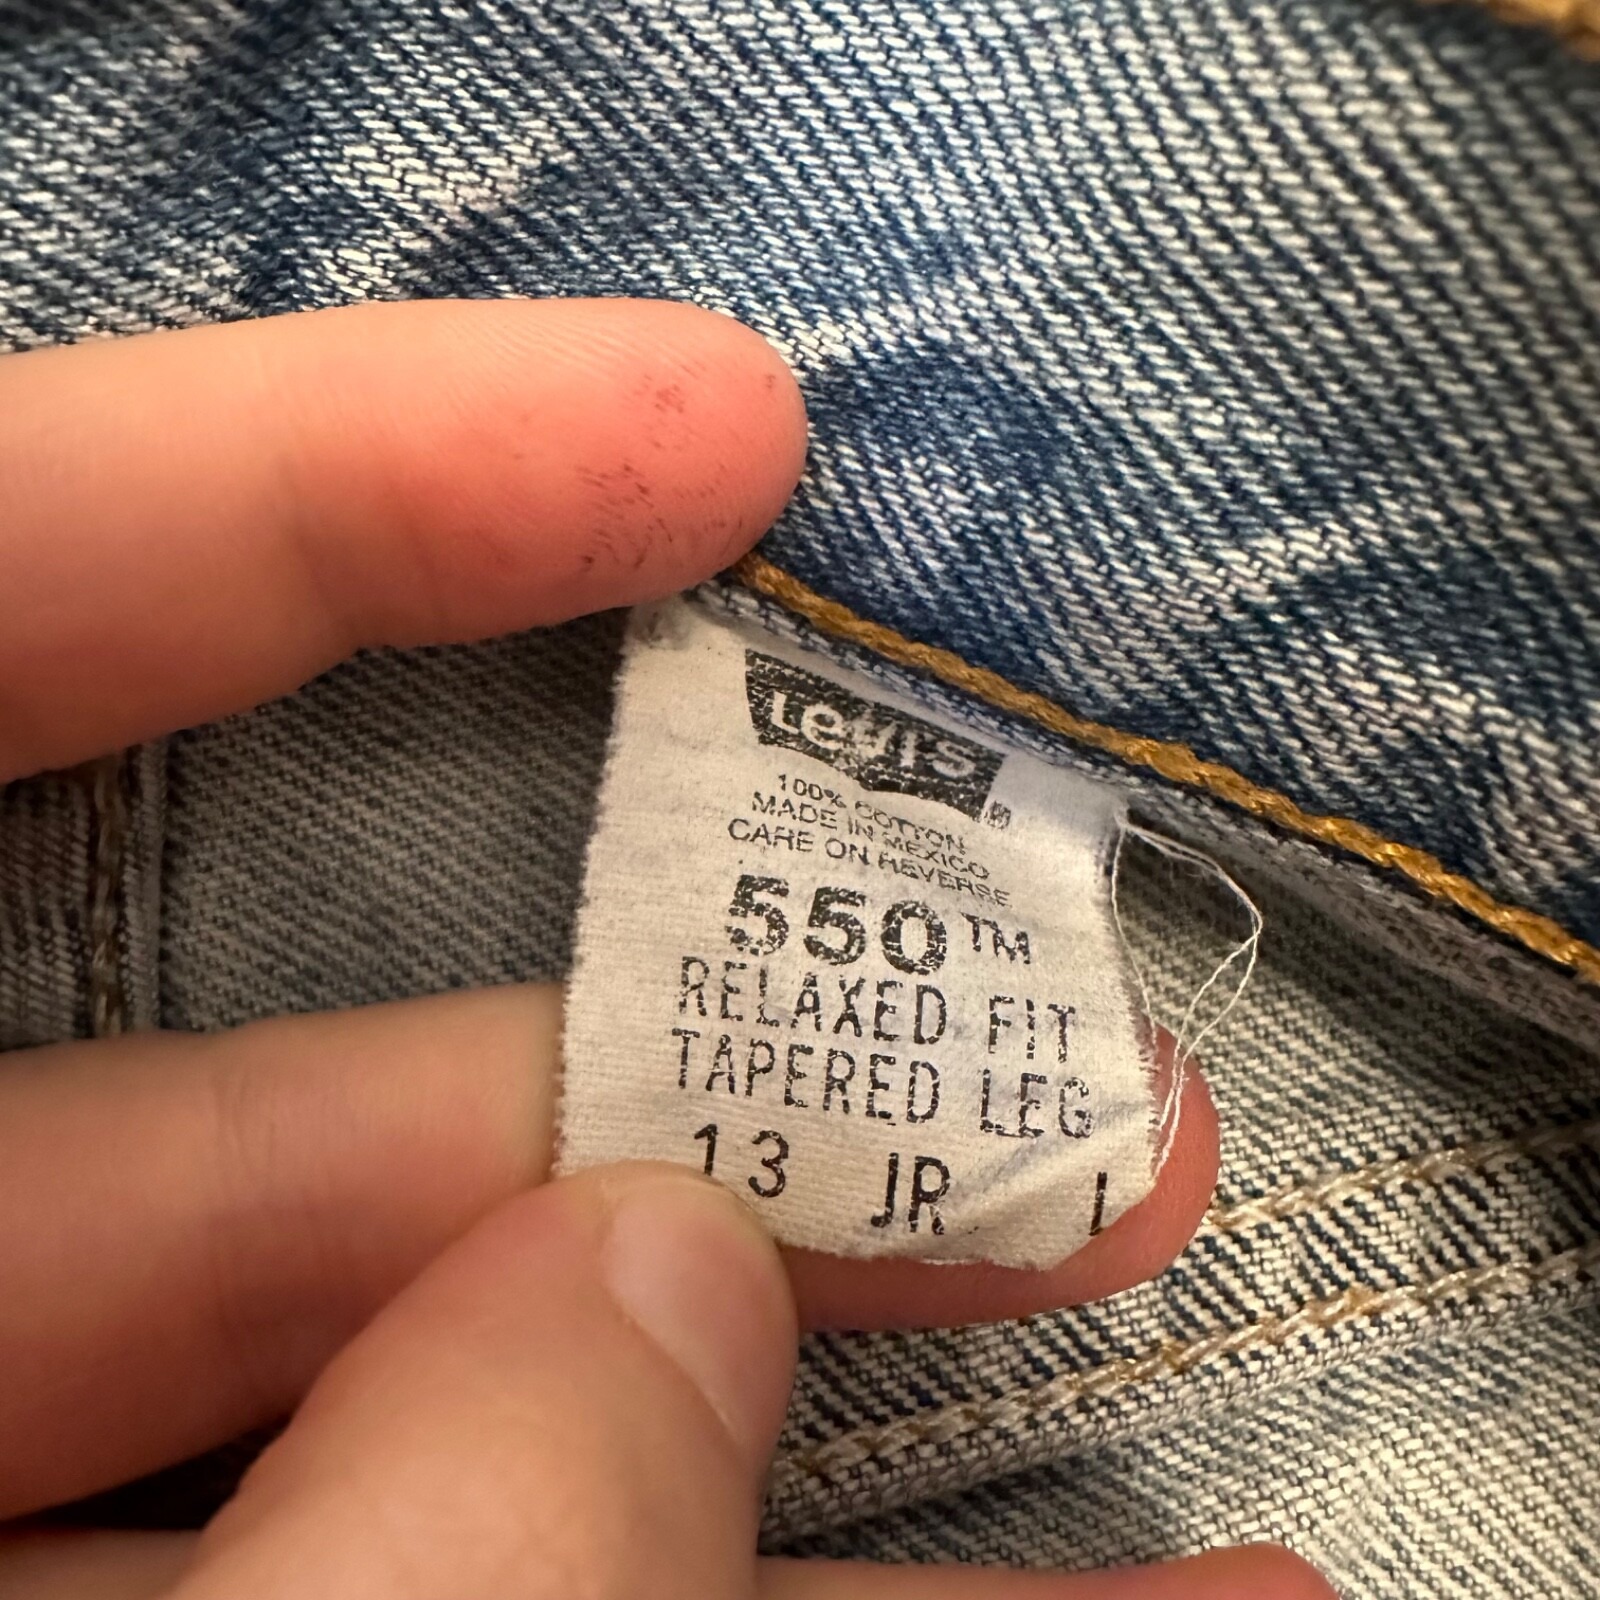 Levi's ®
100% COTTON
MADE IN MEXICO
CARE ON REVERSE
550™
RELAXED FIT
TAPERED LEG
13 JR. L